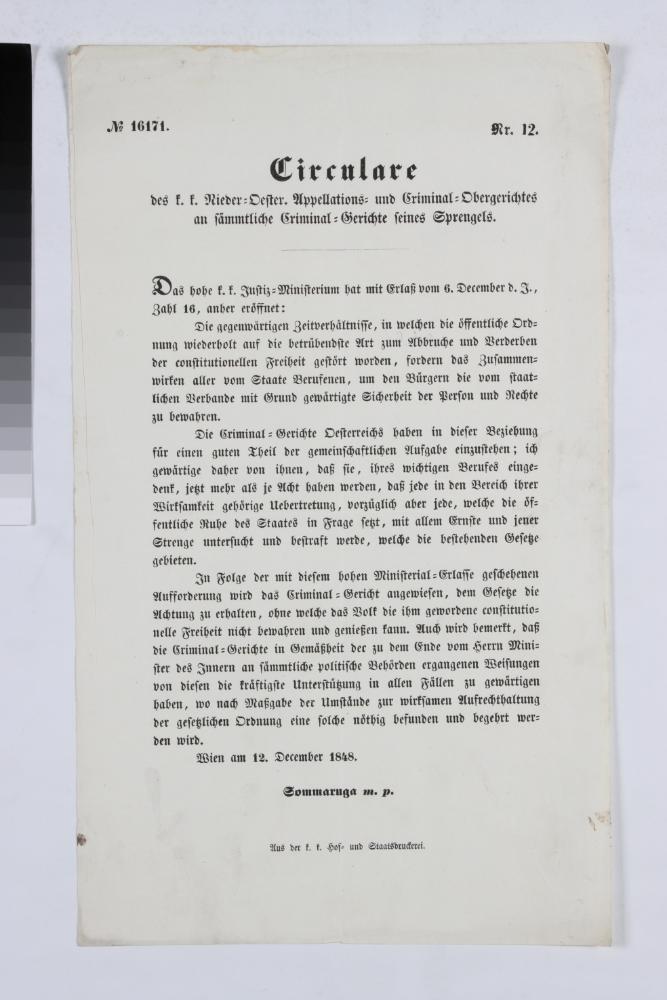 № 16171.
Nr. 12.
Circulare
des k. k. Nieder-Oester. Appellations- und Criminal-Obergerichtes
an sämmtliche Criminal-Gerichte seines Sprengels.
Das hohe k. k. Justiz-Ministerium hat mit Erlaß vom 6. December d. J.,
Zahl 16, anher eröffnet:
Die gegenwärtigen Zeitverhältnisse, in welchen die öffentliche Ord-
nung wiederholt auf die betrübendste Art zum Abbruche und Verderben
der constitutionellen Freiheit gestört worden, fordern das Zusammen-
wirken aller vom Staate Berufenen, um den Bürgern die vom staat-
lichen Verbande mit Grund gewärtigte Sicherheit der Person und Rechte
zu bewahren.
Die Criminal-Gerichte Oesterreichs haben in dieser Beziehung
für einen guten Theil der gemeinschaftlichen Aufgabe einzustehen; ich
gewärtige daher von ihnen, daß sie, ihres wichtigen Berufes einge-
denk, jetzt mehr als je Acht haben werden, daß jede in den Bereich ihrer
Wirksamkeit gehörige Uebertretung, vorzüglich aber jede, welche die öf-
fentliche Ruhe des Staates in Frage setzt, mit allem Ernste und jener
Strenge untersucht und bestraft werde, welche die bestehenden Gesetze
gebieten.
In Folge der mit diesem hohen Ministerial-Erlasse geschehenen
Aufforderung wird das Criminal-Gericht angewiesen, dem Gesetze die
Achtung zu erhalten, ohne welche das Volk die ihm gewordene constitutio-
nelle Freiheit nicht bewahren und genießen kann. Auch wird bemerkt, daß
die Criminal-Gerichte in Gemäßheit der zu dem Ende vom Herrn Mini-
ster des Innern an sämmtliche politische Behörden ergangenen Weisungen
von diesen die kräftigste Unterstützung in allen Fällen zu gewärtigen
haben, wo nach Maßgabe der Umstände zur wirksamen Aufrechthaltung
der gesetzlichen Ordnung eine solche nöthig befunden und begehrt wer-
den wird.
Wien am 12. December 1848.
Sommaruga m. p.
Aus der k. k. Hof- und Staatsdruckerei.